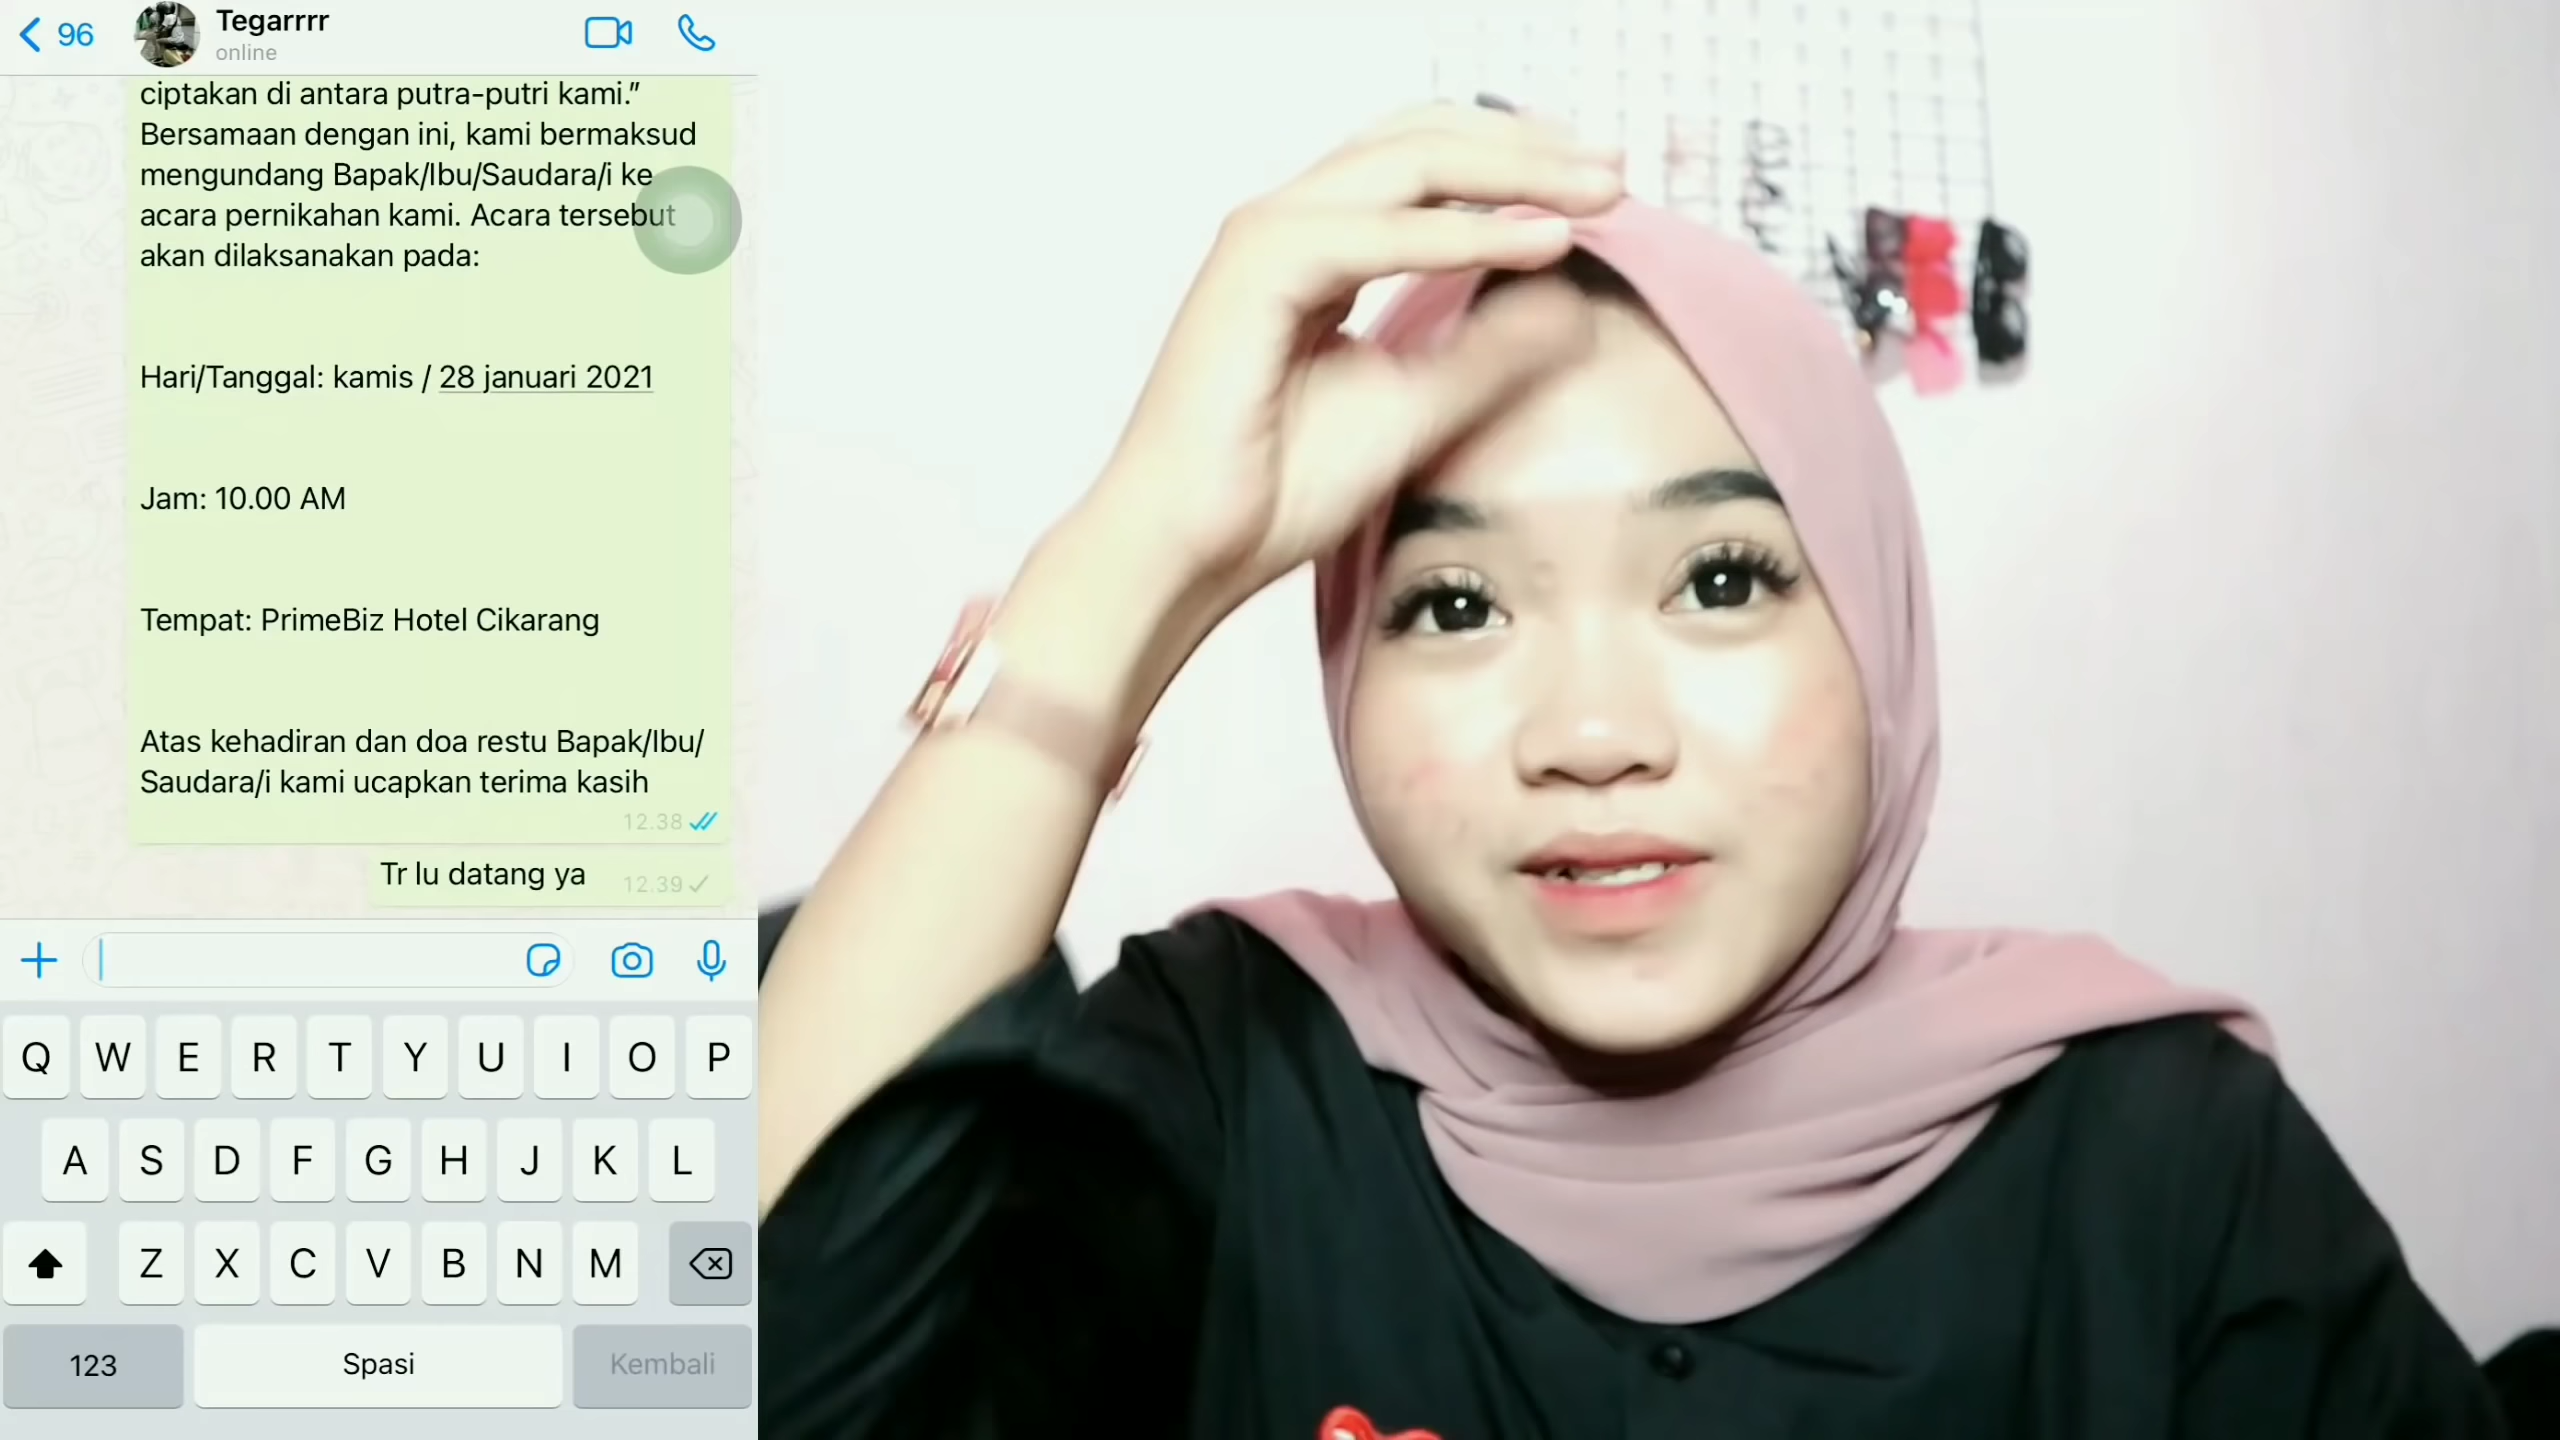 96
Tegarrrr
online
ciptakan di antara putra-putri kami.”
Bersamaan dengan ini, kami bermaksud
mengundang Bapak/Ibu/Saudara/i ke
acara pernikahan kami. Acara tersebut
akan dilaksanakan pada:
Hari/Tanggal: kamis / 28 januari 2021
Jam: 10.00 AM
Tempat: PrimeBiz Hotel Cikarang
Atas kehadiran dan doa restu Bapak/Ibu/
Saudara/i kami ucapkan terima kasih
12.38
Tr lu datang ya
12.39
Q W E R T Y U I O P
A S D F G H J K L
Z X C V B N M
123 Spasi Kembali